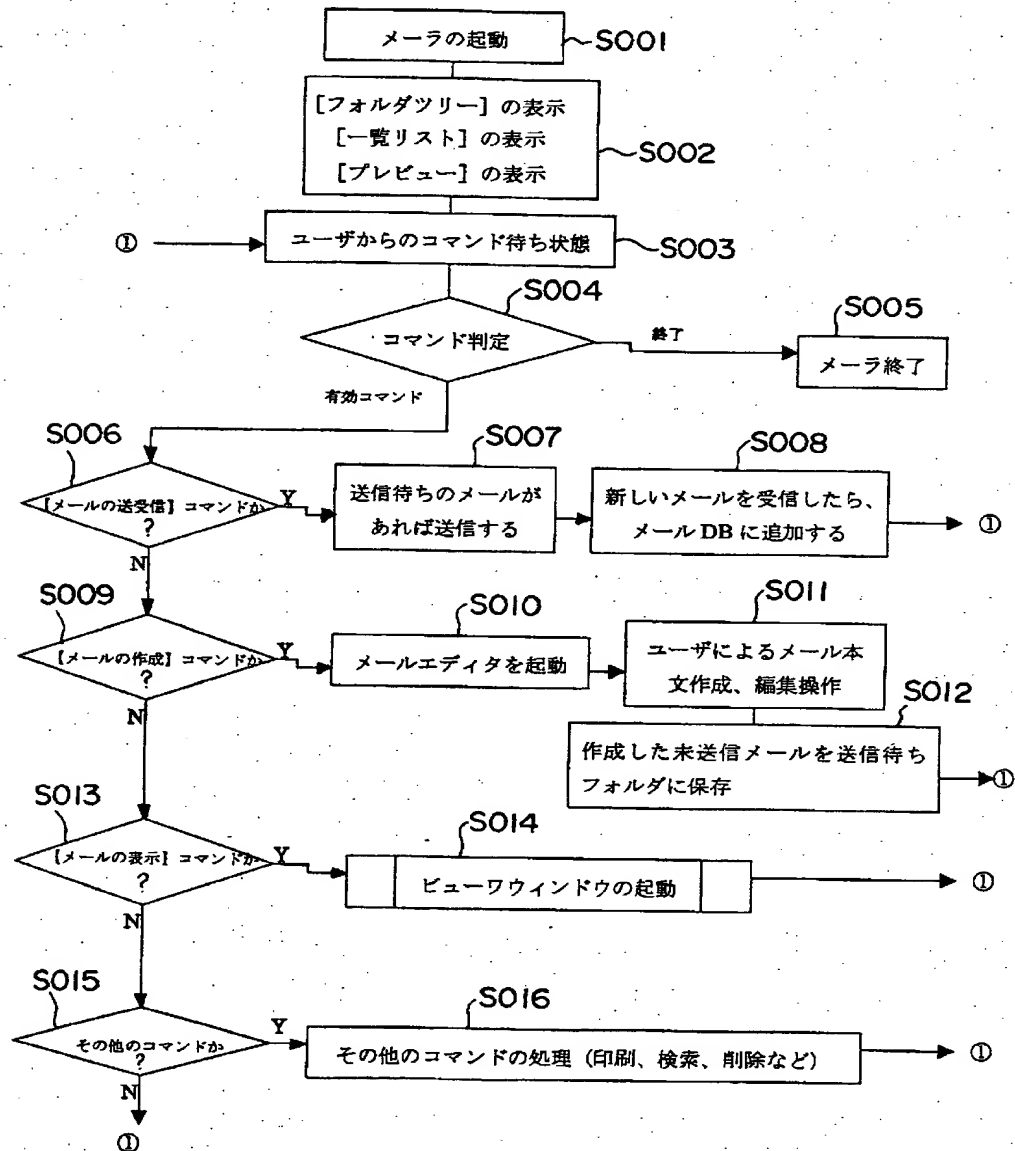 メーラの起動
S001
[フォルダツリー] の表示
[一覧リスト] の表示
[プレビュー] の表示
S002
①
ユーザからのコマンド待ち状態
S003
S004
コマンド判定
終了
S005
メーラ終了
有効コマンド
S006
【メールの送受信】コマンドか
?
Y
N
S007
送信待ちのメールが
あれば送信する
S008
新しいメールを受信したら、
メール DB に追加する
①
S009
【メールの作成】コマンドか
?
Y
N
S010
メールエディタを起動
S011
ユーザによるメール本
文作成、編集操作
S012
作成した未送信メールを送信待ち
フォルダに保存
①
S013
【メールの表示】コマンドか
?
Y
N
S014
ビューワウィンドウの起動
①
S015
その他のコマンドか
?
Y
N
S016
その他のコマンドの処理 (印刷、検索、削除など)
①
①